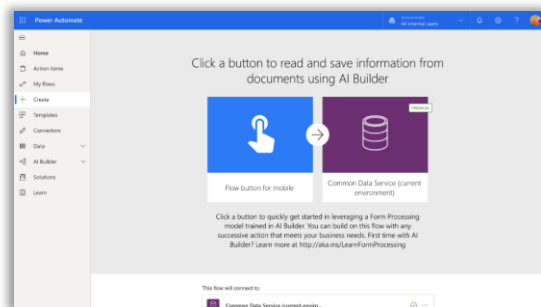 Power Automate
All internal users
?
Home
Action items
My flows
Create
Templates
Connectors
Data
AI Builder
Solutions
Learn
Click a button to read and save information from
documents using AI Builder
PREMIUM
Flow button for mobile
Common Data Service (current
environment)
Click a button to quickly get started in leveraging a Form Processing
model trained in AI Builder. You can build on this flow with any
successive action that meets your business needs. First time with AI
Builder? Learn more at http://aka.ms/LearnFormProcessing
This flow will connect to:
Common Data Service (current enviro...